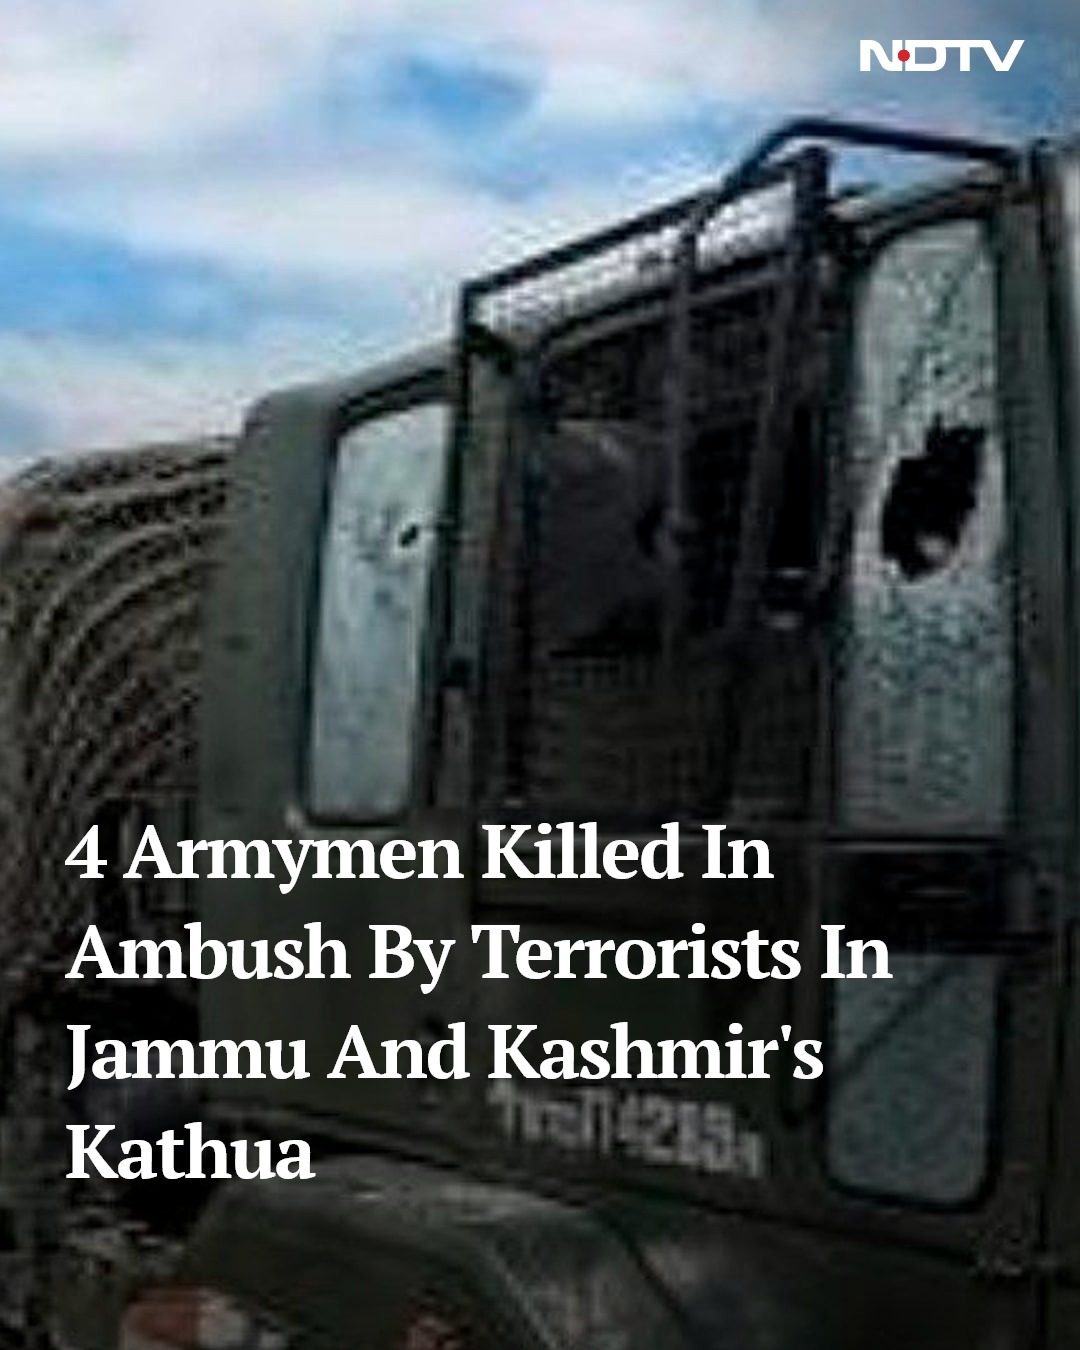 NDTV
4 Armymen Killed In
Ambush By Terrorists In
Jammu And Kashmir's
Kathua